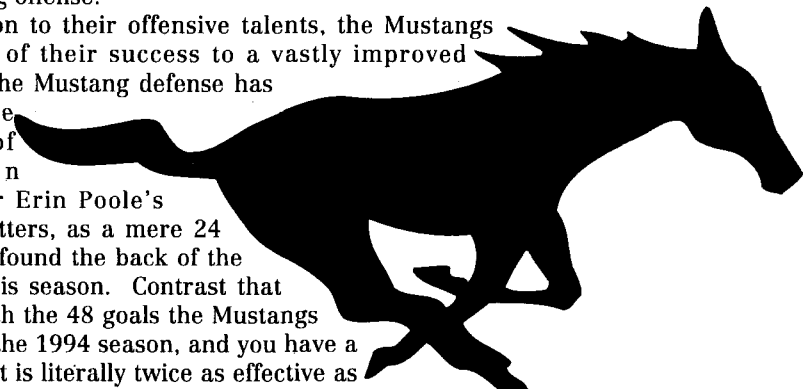 g offense.
on to their offensive talents, the Mustangs
of their success to a vastly improved
he Mustang defense has
e
of
n
Erin Poole's
tters, as a mere 24
found the back of the
is season. Contrast that
h the 48 goals the Mustangs
he 1994 season, and you have a
t is literally twice as effective as